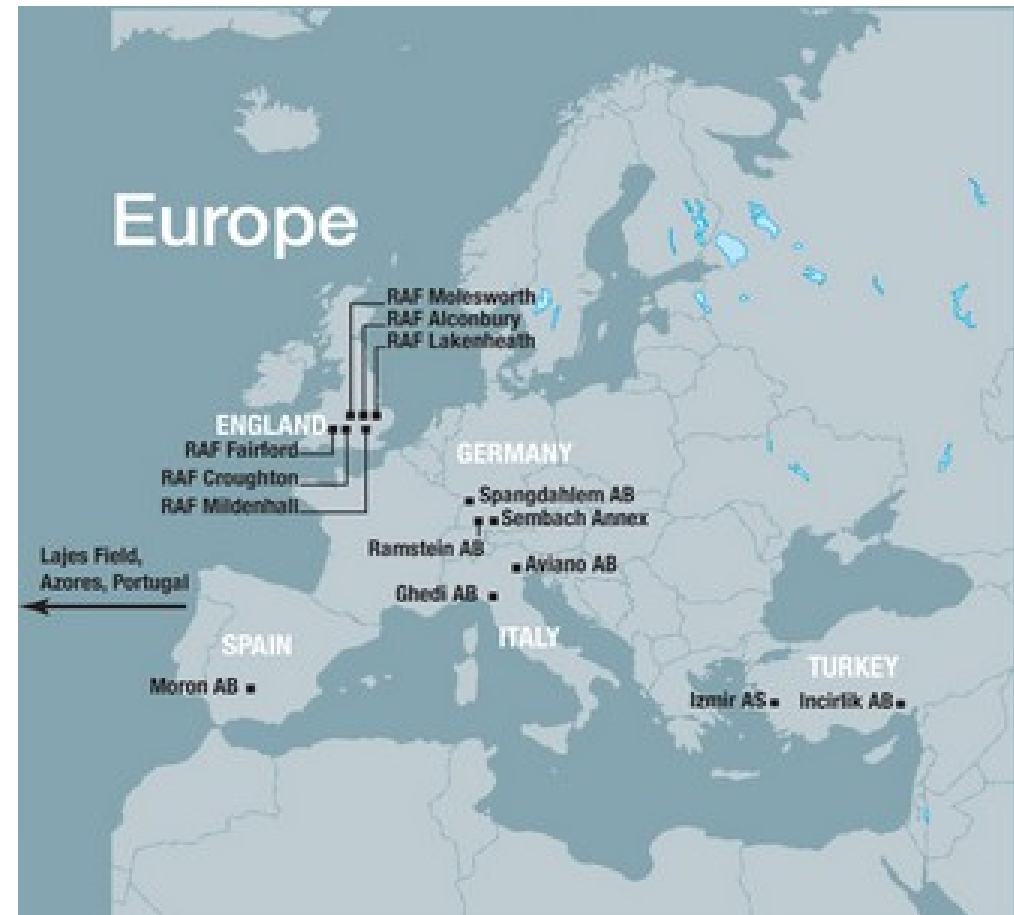 Europe
RAF Molesworth
RAF Alconbury
RAF Lakenheath
ENGLAND
RAF Fairford
RAF Croughton
RAF Mildenhall
GERMANY
Spangdahlem AB
Sembach Annex
Ramstein AB
Lajes Field,
Azores, Portugal
Aviano AB
Ghedi AB
ITALY
SPAIN
Moron AB
TURKEY
Izmir AS
Incirlik AB